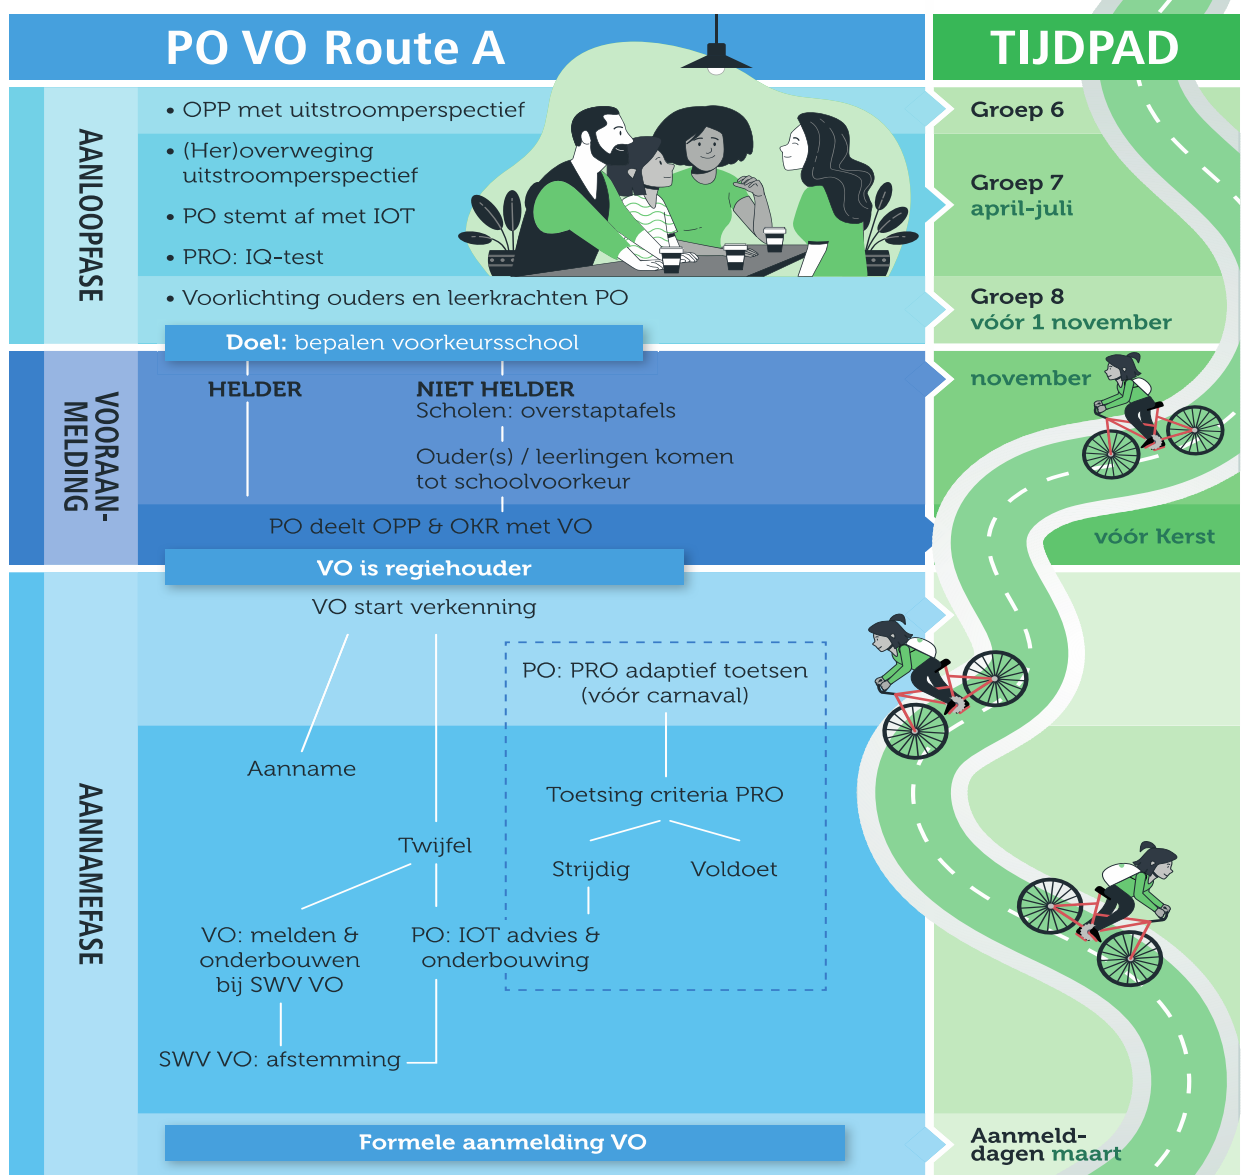 PO VO Route A
TIJDPAD
AANLOOPFASE
• OPP met uitstroomperspectief
Groep 6
• (Her)overweging
uitstroomperspectief
• PO stemt af met IOT
• PRO: IQ-test
Groep 7
april-juli
• Voorlichting ouders en leerkrachten PO
Groep 8
vóór 1 november
Doel: bepalen voorkeursschool
VOORAAN-
MELDING
HELDER
NIET HELDER
Scholen: overstaptafels
Ouder(s) / leerlingen komen
tot schoolvoorkeur
november
PO deelt OPP & OKR met VO
vóór Kerst
VO is regiehouder
AANNAMEFASE
VO start verkenning
PO: PRO adaptief toetsen
(vóór carnaval)
Aanname
Toetsing criteria PRO
Twijfel
Strijdig
Voldoet
VO: melden &
onderbouwen
bij SWV VO
PO: IOT advies &
onderbouwing
SWV VO: afstemming
Formele aanmelding VO
Aanmeld-
dagen maart